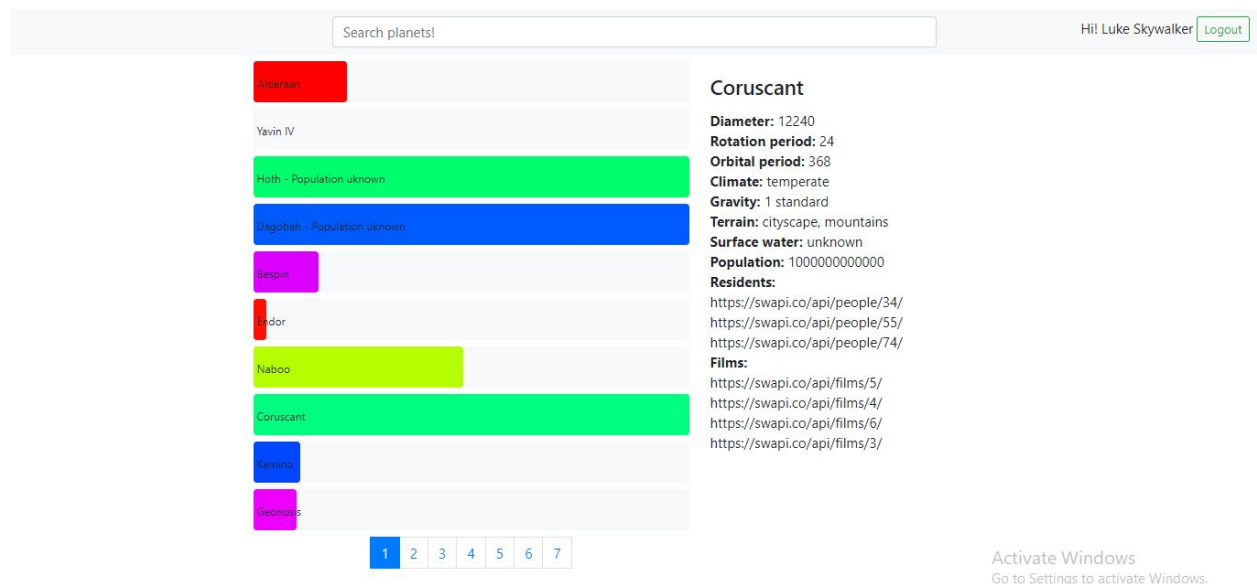 Search planets!
Hi! Luke Skywalker Logout
Alderaan
Yavin IV
Hoth - Population uknown
Dagobah - Population uknown
Bespin
Endor
Naboo
Coruscant
Kamino
Geonosis
1 2 3 4 5 6 7
Coruscant
Diameter: 12240
Rotation period: 24
Orbital period: 368
Climate: temperate
Gravity: 1 standard
Terrain: cityscape, mountains
Surface water: unknown
Population: 1000000000000
Residents:
https://swapi.co/api/people/34/
https://swapi.co/api/people/55/
https://swapi.co/api/people/74/
Films:
https://swapi.co/api/films/5/
https://swapi.co/api/films/4/
https://swapi.co/api/films/6/
https://swapi.co/api/films/3/
Activate Windows
Go to Settings to activate Windows.